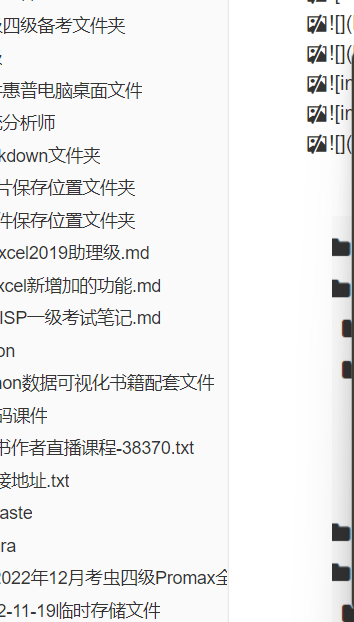 四级备考文件夹
惠普电脑桌面文件
分析师
kdown文件夹
片保存位置文件夹
件保存位置文件夹
xcel2019助理级.md
xcel新增加的功能.md
ISP一级考试笔记.md
on
non数据可视化书籍配套文件
码课件
书作者直播课程-38370.txt
接地址.txt
aste
ra
2022年12月考虫四级Promax全
2-11-19临时存储文件
![](
![](
![in
![in
![](